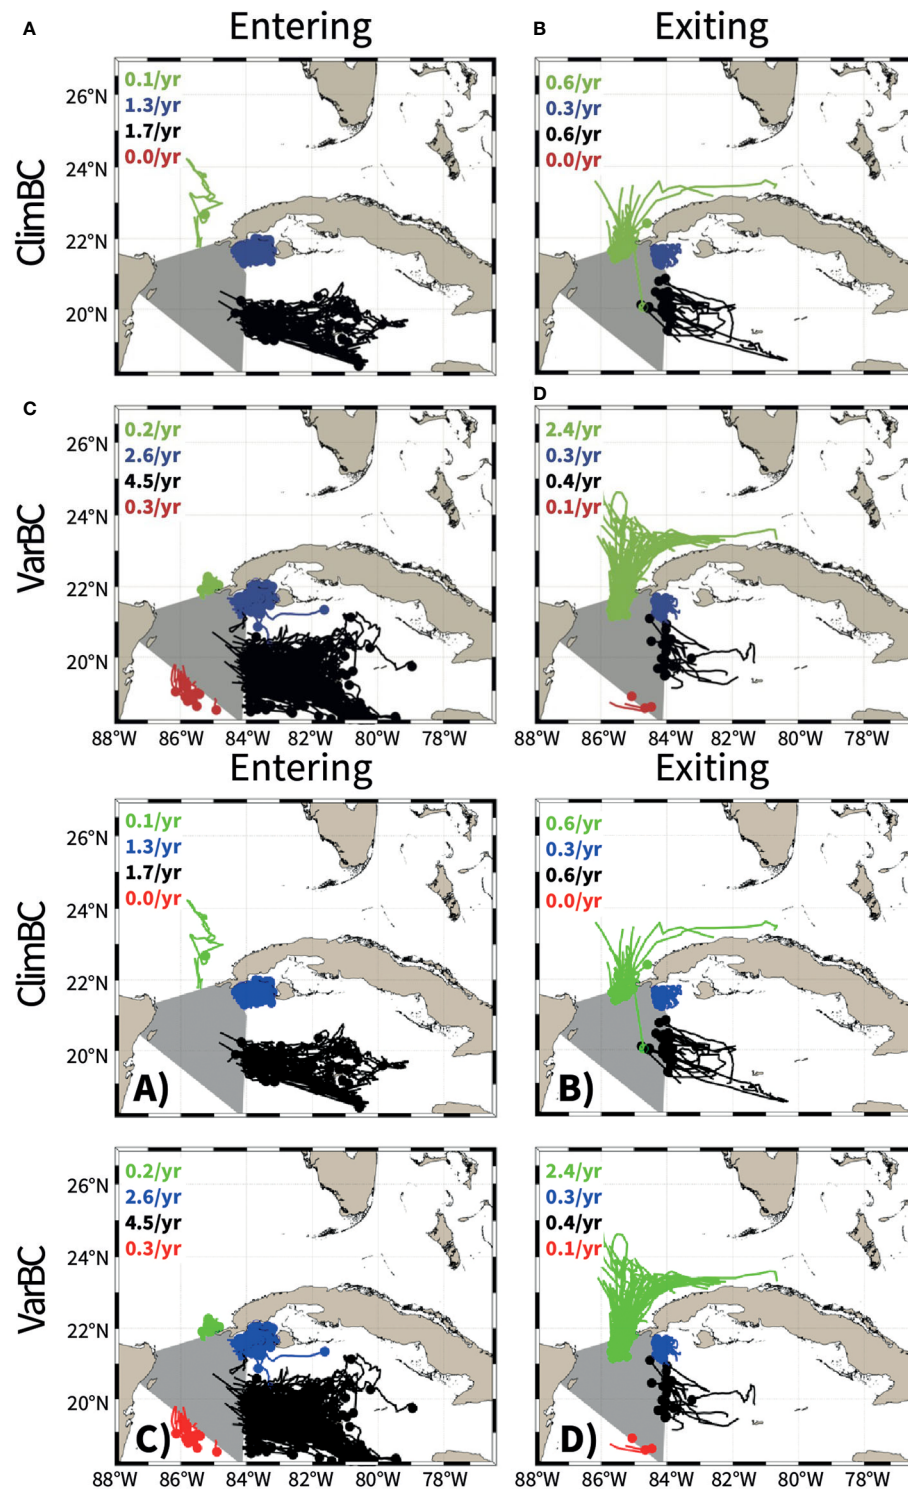 Entering
Exiting
A
B
ClimBC
0.1/yr
1.3/yr
1.7/yr
0.0/yr
26°N
24°N
22°N
20°N
0.6/yr
0.3/yr
0.6/yr
0.0/yr
C
D
VarBC
0.2/yr
2.6/yr
4.5/yr
0.3/yr
26°N
24°N
22°N
20°N
2.4/yr
0.3/yr
0.4/yr
0.1/yr
88°W 86°W 84°W 82°W 80°W 78°W
88°W 86°W 84°W 82°W 80°W 78°W
Entering
Exiting
ClimBC
0.1/yr
1.3/yr
1.7/yr
0.0/yr
26°N
24°N
22°N
20°N
A)
0.6/yr
0.3/yr
0.6/yr
0.0/yr
B)
VarBC
0.2/yr
2.6/yr
4.5/yr
0.3/yr
26°N
24°N
22°N
20°N
C)
2.4/yr
0.3/yr
0.4/yr
0.1/yr
D)
88°W 86°W 84°W 82°W 80°W 78°W
88°W 86°W 84°W 82°W 80°W 78°W